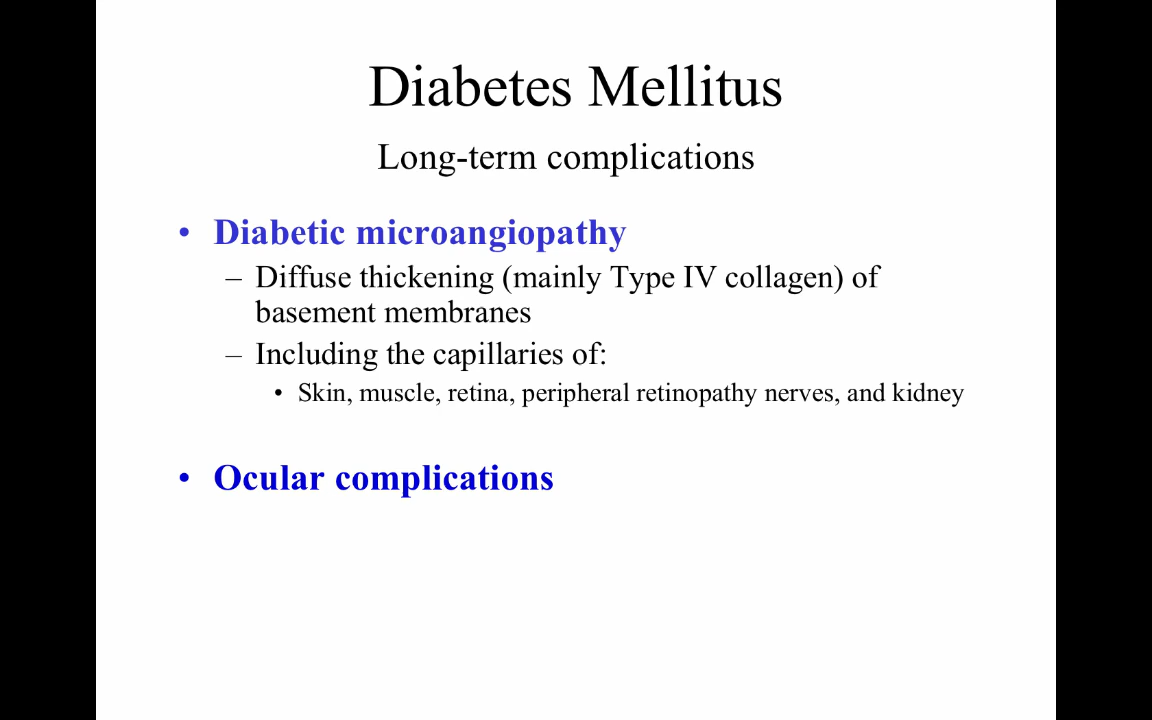 Diabetes Mellitus
Long-term complications
• Diabetic microangiopathy
– Diffuse thickening (mainly Type IV collagen) of
basement membranes
– Including the capillaries of:
• Skin, muscle, retina, peripheral retinopathy nerves, and kidney
• Ocular complications